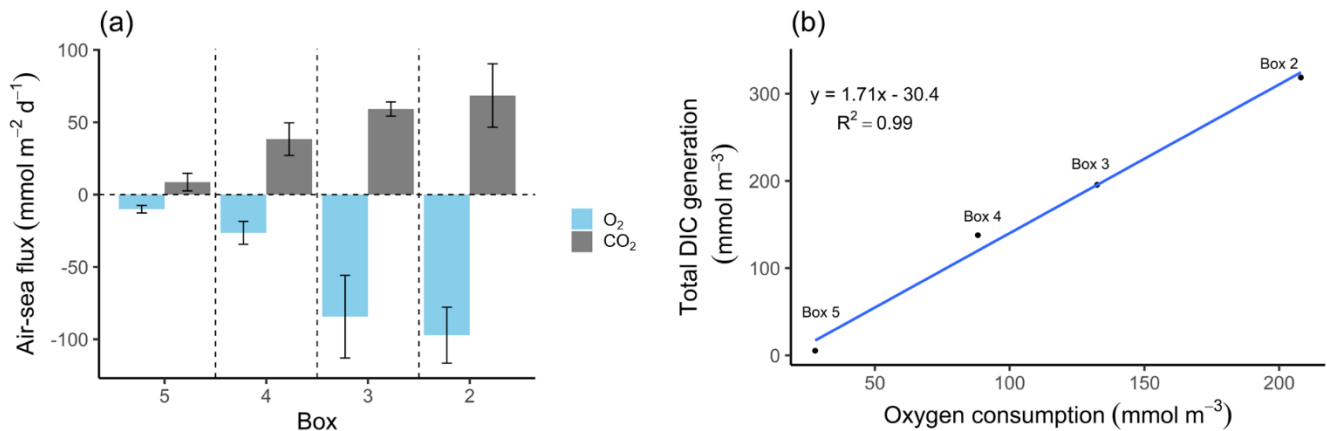 (a)
Air-sea flux (mmol m⁻² d⁻¹)
100
50
0
-50
-100
5 4 3 2
Box
O₂
CO₂
(b)
Total DIC generation
(mmol m⁻³)
300
200
100
0
y = 1.71x - 30.4
R² = 0.99
Box 2
Box 3
Box 4
Box 5
50 100 150 200
Oxygen consumption (mmol m⁻³)